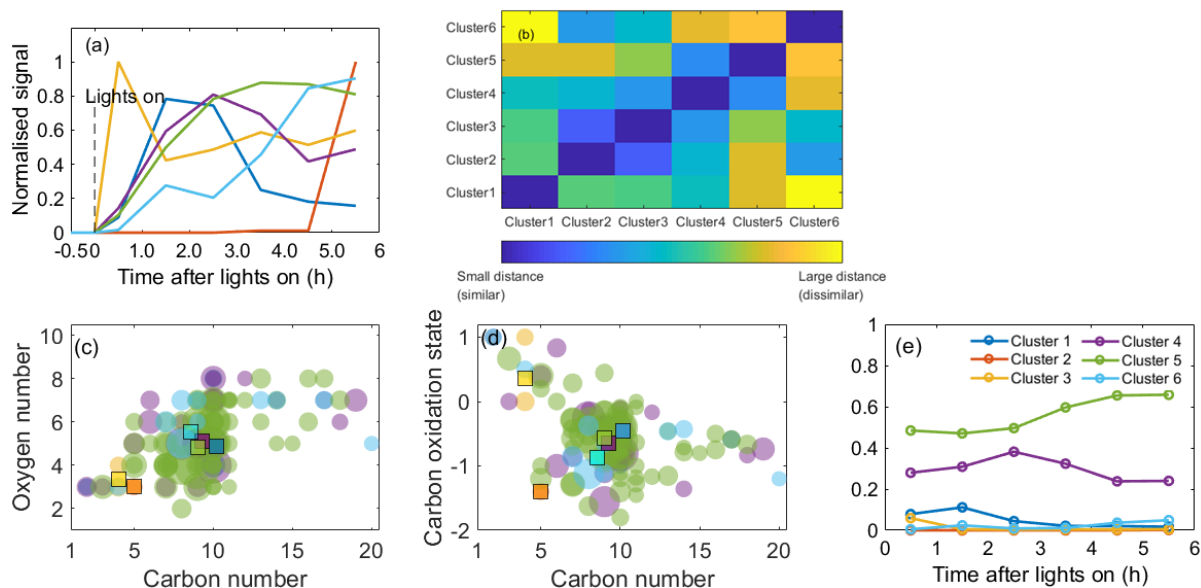 (a)
Normalised signal
1
0.8
0.6
0.4
0.2
0
Lights on
-0.50 0 1.0 2.0 3.0 4.0 5.0 6
Time after lights on (h)
(b)
Cluster6
Cluster5
Cluster4
Cluster3
Cluster2
Cluster1
Cluster1 Cluster2 Cluster3 Cluster4 Cluster5 Cluster6
Small distance
(similar)
Large distance
(dissimilar)
(c)
Oxygen number
10
8
6
4
2
1 5 10 15 20
Carbon number
(d)
Carbon oxidation state
1
0
-1
-2
1 5 10 15 20
Carbon number
(e)
1
0.8
0.6
0.4
0.2
0
Cluster 1 Cluster 4
Cluster 2 Cluster 5
Cluster 3 Cluster 6
0 1 2 3 4 5 6
Time after lights on (h)